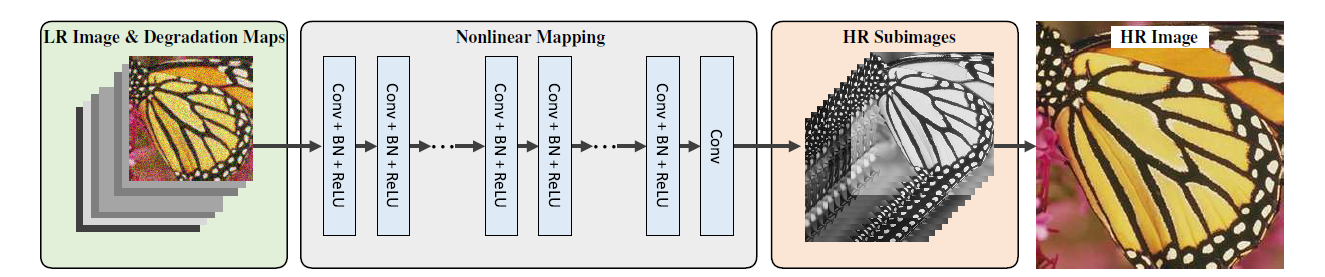 LR Image & Degradation Maps
Nonlinear Mapping
HR Subimages
HR Image
Conv + BN + ReLU
Conv + BN + ReLU
Conv + BN + ReLU
Conv + BN + ReLU
Conv + BN + ReLU
Conv